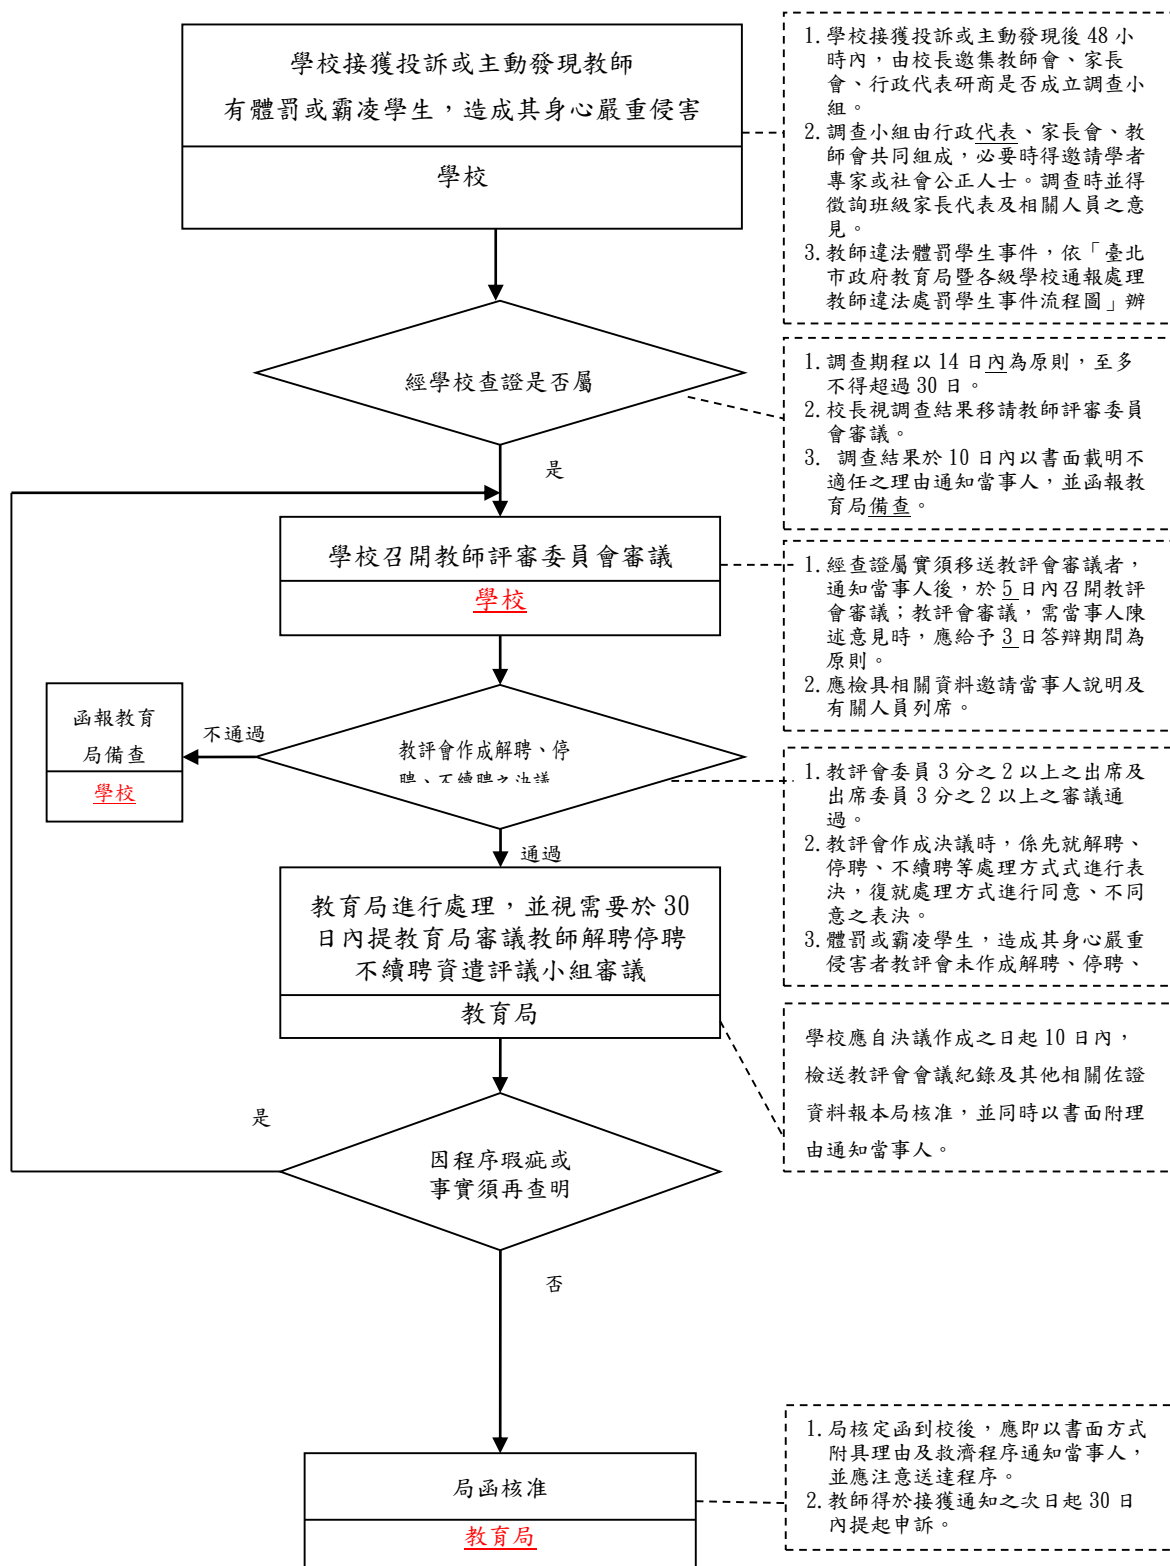 學校接獲投訴或主動發現教師
有體罰或霸凌學生，造成其身心嚴重侵害
學校
1. 學校接獲投訴或主動發現後 48 小
時內，由校長邀集教師會、家長
會、行政代表研商是否成立調查小
組。
2. 調查小組由行政代表、家長會、教
師會共同組成，必要時得邀請學者
專家或社會公正人士。調查時並得
徵詢班級家長代表及相關人員之意
見。
3. 教師違法體罰學生事件，依「臺北
市政府教育局暨各級學校通報處理
教師違法處罰學生事件流程圖」辦
經學校查證是否屬
是
1. 調查期程以 14 日內為原則，至多
不得超過 30 日。
2. 校長視調查結果移請教師評審委員
會審議。
3. 調查結果於 10 日內以書面載明不
適任之理由通知當事人，並函報教
育局備查。
學校召開教師評審委員會審議
學校
1. 經查證屬實須移送教評會審議者，
通知當事人後，於 5 日內召開教評
會審議；教評會審議，需當事人陳
述意見時，應給予 3 日答辯期間為
原則。
2. 應檢具相關資料邀請當事人說明及
有關人員列席。
函報教育
局備查
學校
不通過
教評會作成解聘、停
聘、不續聘之決議
通過
1. 教評會委員 3 分之 2 以上之出席及
出席委員 3 分之 2 以上之審議通
過。
2. 教評會作成決議時，係先就解聘、
停聘、不續聘等處理方式式進行表
決，復就處理方式進行同意、不同
意之表決。
3. 體罰或霸凌學生，造成其身心嚴重
侵害者教評會未作成解聘、停聘、
教育局進行處理，並視需要於 30
日內提教育局審議教師解聘停聘
不續聘資遣評議小組審議
教育局
學校應自決議作成之日起 10 日內，
檢送教評會會議紀錄及其他相關佐證
資料報本局核准，並同時以書面附理
由通知當事人。
是
因程序瑕疵或
事實須再查明
否
局函核准
教育局
1. 局核定函到校後，應即以書面方式
附具理由及救濟程序通知當事人，
並應注意送達程序。
2. 教師得於接獲通知之次日起 30 日
內提起申訴。